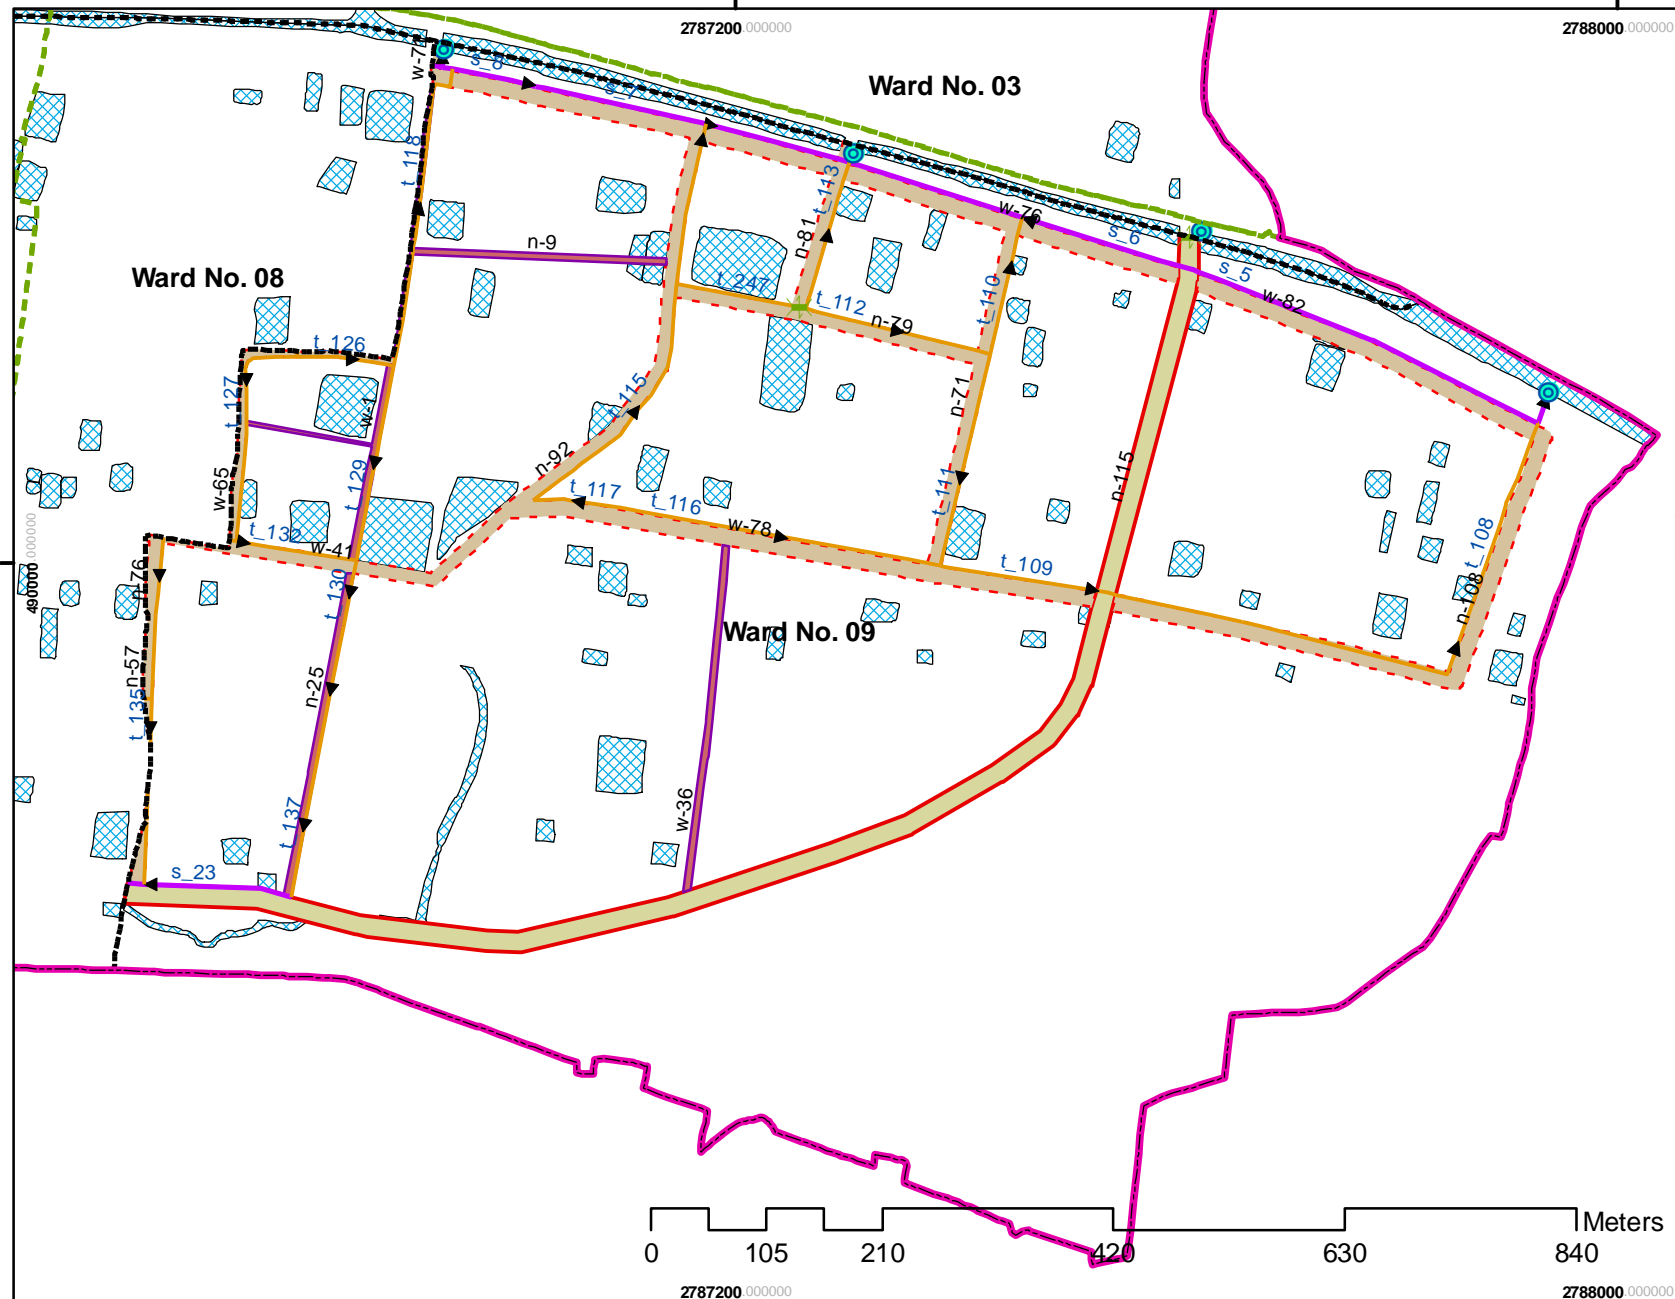 2787200.000000
2788000.000000
Ward No. 03
s_8
t_118
t_113
n-81
w-76
s_6
s_5
w-82
n-9
Ward No. 08
t_247
t_112
n-79
t_110
t_126
t_127
w-1
t_115
n-71
n-92
t_129
w-65
t_117
t_116
w-78
t_111
n-115
t_132
w-41
t_109
t_108
n-108
490000.000000
n-76
t_130
Ward No. 09
n-57
n-25
t_135
t_137
w-36
s_23
0 105 210 420 630 840 Meters
2787200.000000
2788000.000000